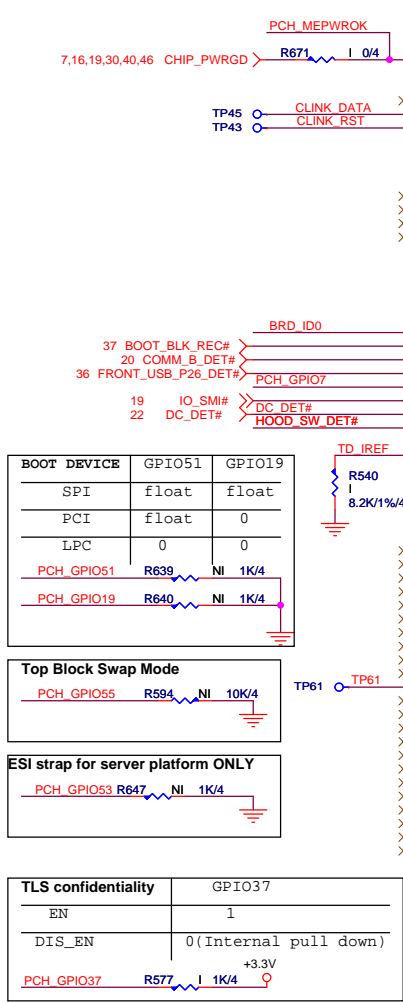 PCH_MEPWROK
7,16,19,30,40,46 CHIP_PWRGD R671 I 0/4
TP45 CLINK_DATA
TP43 CLINK_RST
BRD_ID0
37 BOOT_BLK_REC#
20 COMM_B_DET#
36 FRONT_USB_P26_DET#
PCH_GPIO7
19 IO_SMI#
22 DC_DET# DC_DET#
HOOD_SW_DET#
TD_IREF
R540
I
8.2K/1%/4
BOOT DEVICE GPIO51 GPIO19
SPI float float
PCI float 0
LPC 0 0
PCH_GPIO51 R639 NI 1K/4
PCH_GPIO19 R640 NI 1K/4
Top Block Swap Mode
PCH_GPIO55 R594 NI 10K/4
TP61 TP61
ESI strap for server platform ONLY
PCH_GPIO53 R647 NI 1K/4
TLS confidentiality GPIO37
EN 1
DIS_EN 0(Internal pull down)
+3.3V
PCH_GPIO37 R577 I 1K/4